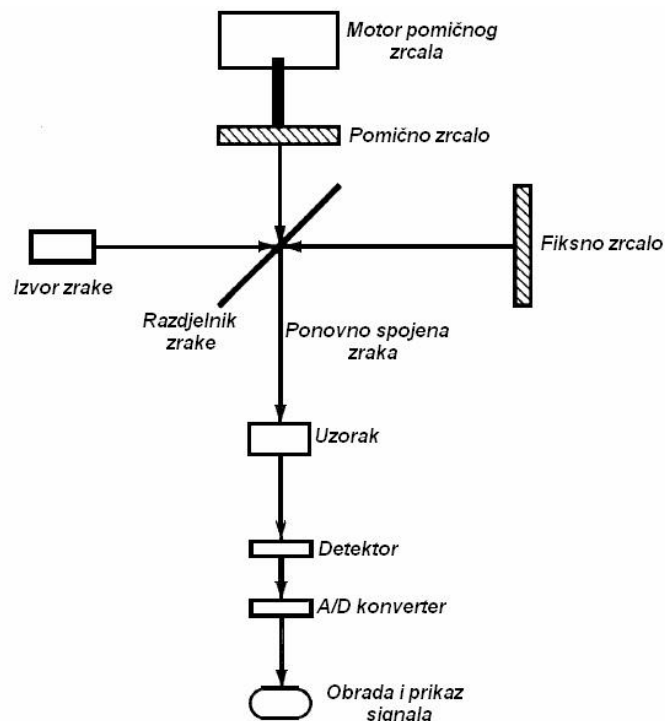 Motor pomičnog
zrcala
Pomično zrcalo
Fiksno zrcalo
Izvor zrake
Razdjelnik
zrake
Ponovno spojena
zraka
Uzorak
Detektor
A/D konverter
Obrada i prikaz
signala